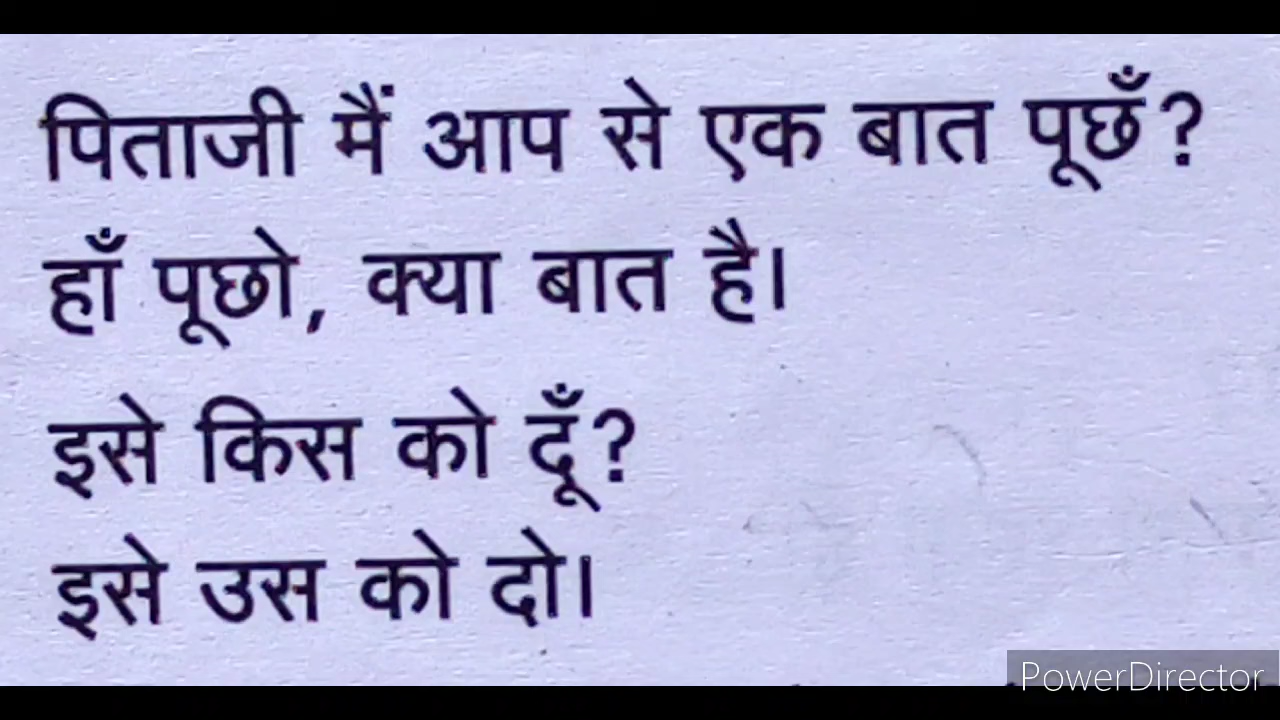 पिताजी मैं आप से एक बात पूछँ?
हाँ पूछो, क्या बात है।
इसे किस को दूँ?
इसे उस को दो।
PowerDirector